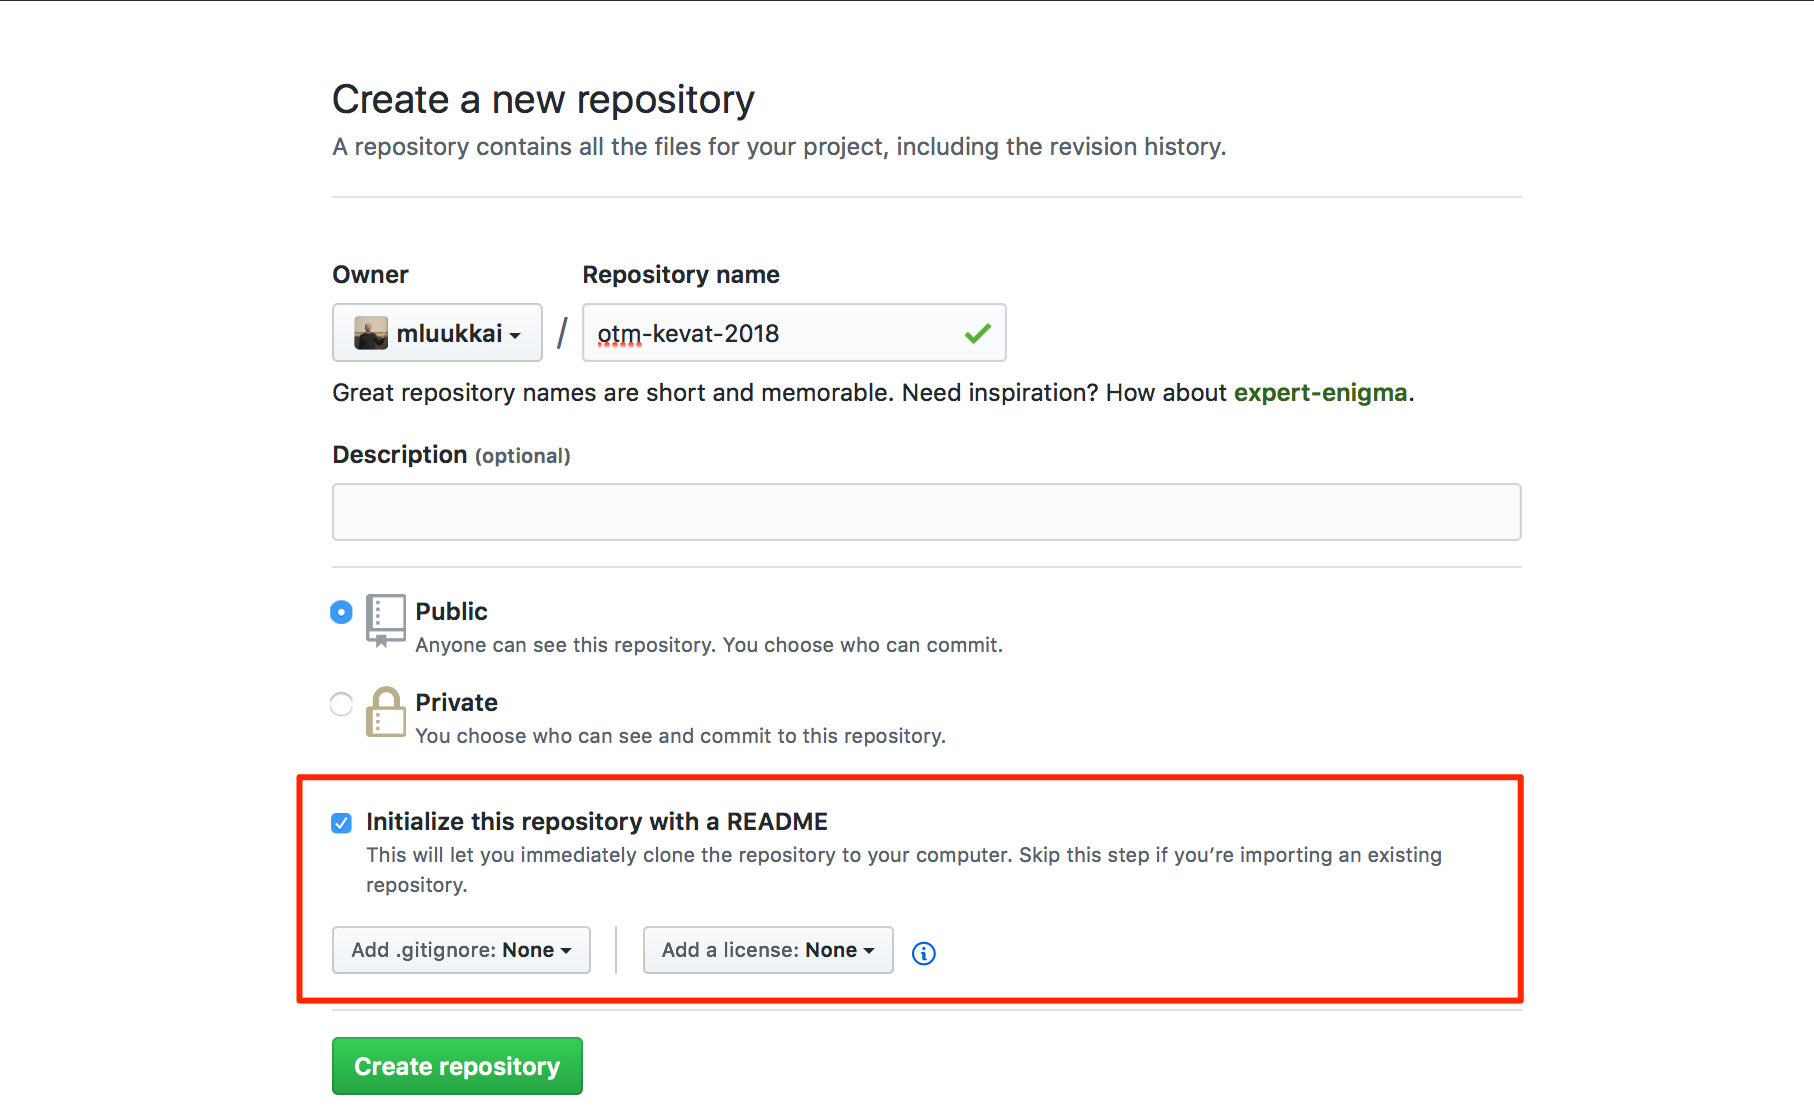 Create a new repository
A repository contains all the files for your project, including the revision history.
Owner
Repository name
mluukkai
/
otm-kevat-2018
Great repository names are short and memorable. Need inspiration? How about expert-enigma.
Description (optional)
Public
Anyone can see this repository. You choose who can commit.
Private
You choose who can see and commit to this repository.
Initialize this repository with a README
This will let you immediately clone the repository to your computer. Skip this step if you’re importing an existing
repository.
Add .gitignore: None
Add a license: None
Create repository